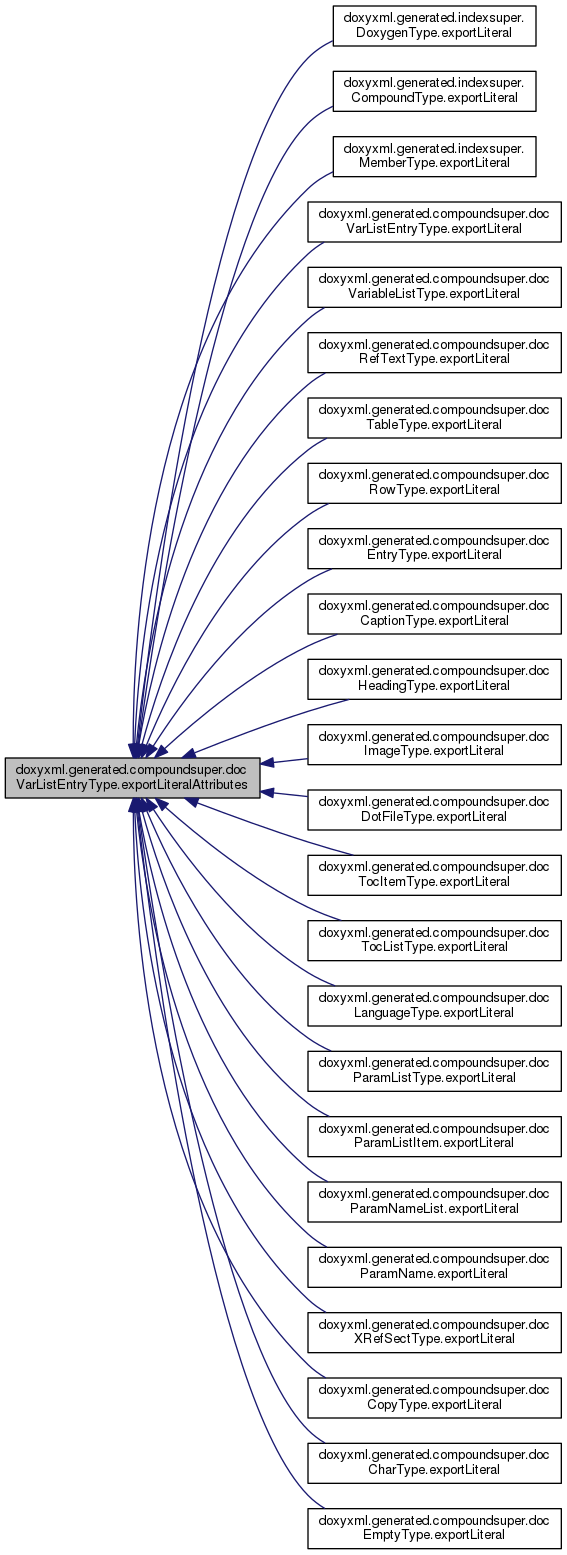 doxyxml.generated.indexsuper.
DoxygenType.exportLiteral
doxyxml.generated.indexsuper.
CompoundType.exportLiteral
doxyxml.generated.indexsuper.
MemberType.exportLiteral
doxyxml.generated.compoundsuper.doc
VarListEntryType.exportLiteral
doxyxml.generated.compoundsuper.doc
VariableListType.exportLiteral
doxyxml.generated.compoundsuper.doc
RefTextType.exportLiteral
doxyxml.generated.compoundsuper.doc
TableType.exportLiteral
doxyxml.generated.compoundsuper.doc
RowType.exportLiteral
doxyxml.generated.compoundsuper.doc
EntryType.exportLiteral
doxyxml.generated.compoundsuper.doc
CaptionType.exportLiteral
doxyxml.generated.compoundsuper.doc
HeadingType.exportLiteral
doxyxml.generated.compoundsuper.doc
ImageType.exportLiteral
doxyxml.generated.compoundsuper.doc
VarListEntryType.exportLiteralAttributes
doxyxml.generated.compoundsuper.doc
DotFileType.exportLiteral
doxyxml.generated.compoundsuper.doc
TocItemType.exportLiteral
doxyxml.generated.compoundsuper.doc
TocListType.exportLiteral
doxyxml.generated.compoundsuper.doc
LanguageType.exportLiteral
doxyxml.generated.compoundsuper.doc
ParamListType.exportLiteral
doxyxml.generated.compoundsuper.doc
ParamListItem.exportLiteral
doxyxml.generated.compoundsuper.doc
ParamNameList.exportLiteral
doxyxml.generated.compoundsuper.doc
ParamName.exportLiteral
doxyxml.generated.compoundsuper.doc
XRefSectType.exportLiteral
doxyxml.generated.compoundsuper.doc
CopyType.exportLiteral
doxyxml.generated.compoundsuper.doc
CharType.exportLiteral
doxyxml.generated.compoundsuper.doc
EmptyType.exportLiteral